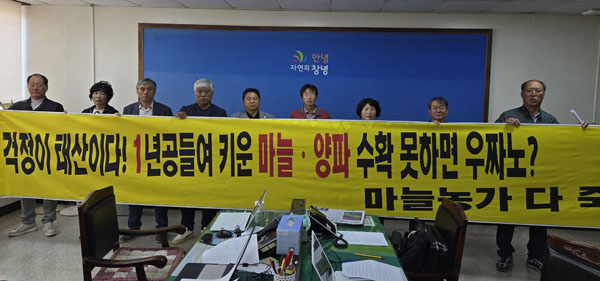 안녕
자연의 창녕
걱정이 태산이다! 1년공들여 키운 마늘·양파 수확 못하면 우짜노?
마늘농가 다 죽